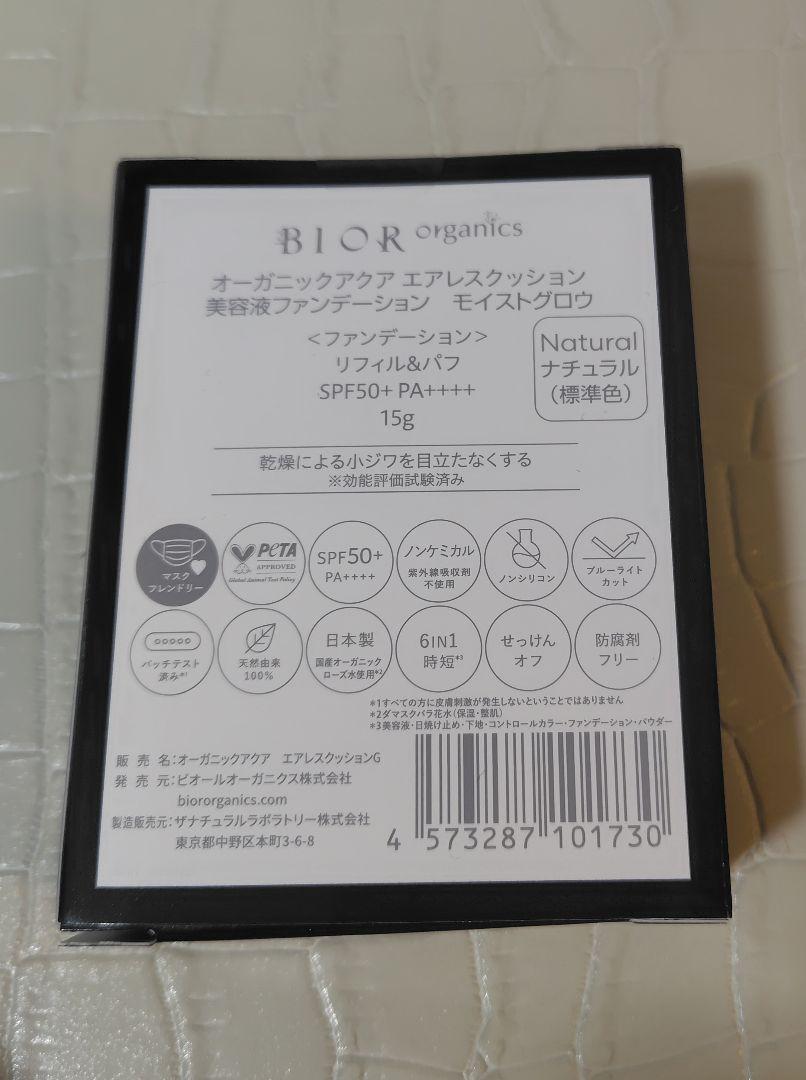 BIOR organics
オーガニックアクア エアレスクッション
美容液ファンデーション モイストグロウ
<ファンデーション>
リフィル&パフ
SPF50+ PA++++
15g
Natural
ナチュラル
(標準色)
乾燥による小ジワを目立たなくする
※効能評価試験済み
マスク
フレンドリー
PETA
APPROVED
Global Animal Test Policy
SPF50+
PA++++
ノンケミカル
紫外線吸収剤
不使用
ノンシリコン
ブルーライト
カット
パッチテスト
済み*1
天然由来
100%
日本製
国産オーガニック
ローズ水使用*2
6IN1
時短*3
せっけん
オフ
防腐剤
フリー
*1すべての方に皮膚刺激が発生しないということではありません
*2ダマスクバラ花水(保湿・整肌)
*3美容液・日焼け止め・下地・コントロールカラー・ファンデーション・パウダー
販 売 名:オーガニックアクア エアレスクッションG
発 売 元:ビオールオーガニクス株式会社
biororganics.com
製造販売元:ザナチュラルラボラトリー株式会社
東京都中野区本町3-6-8
4 573287 101730